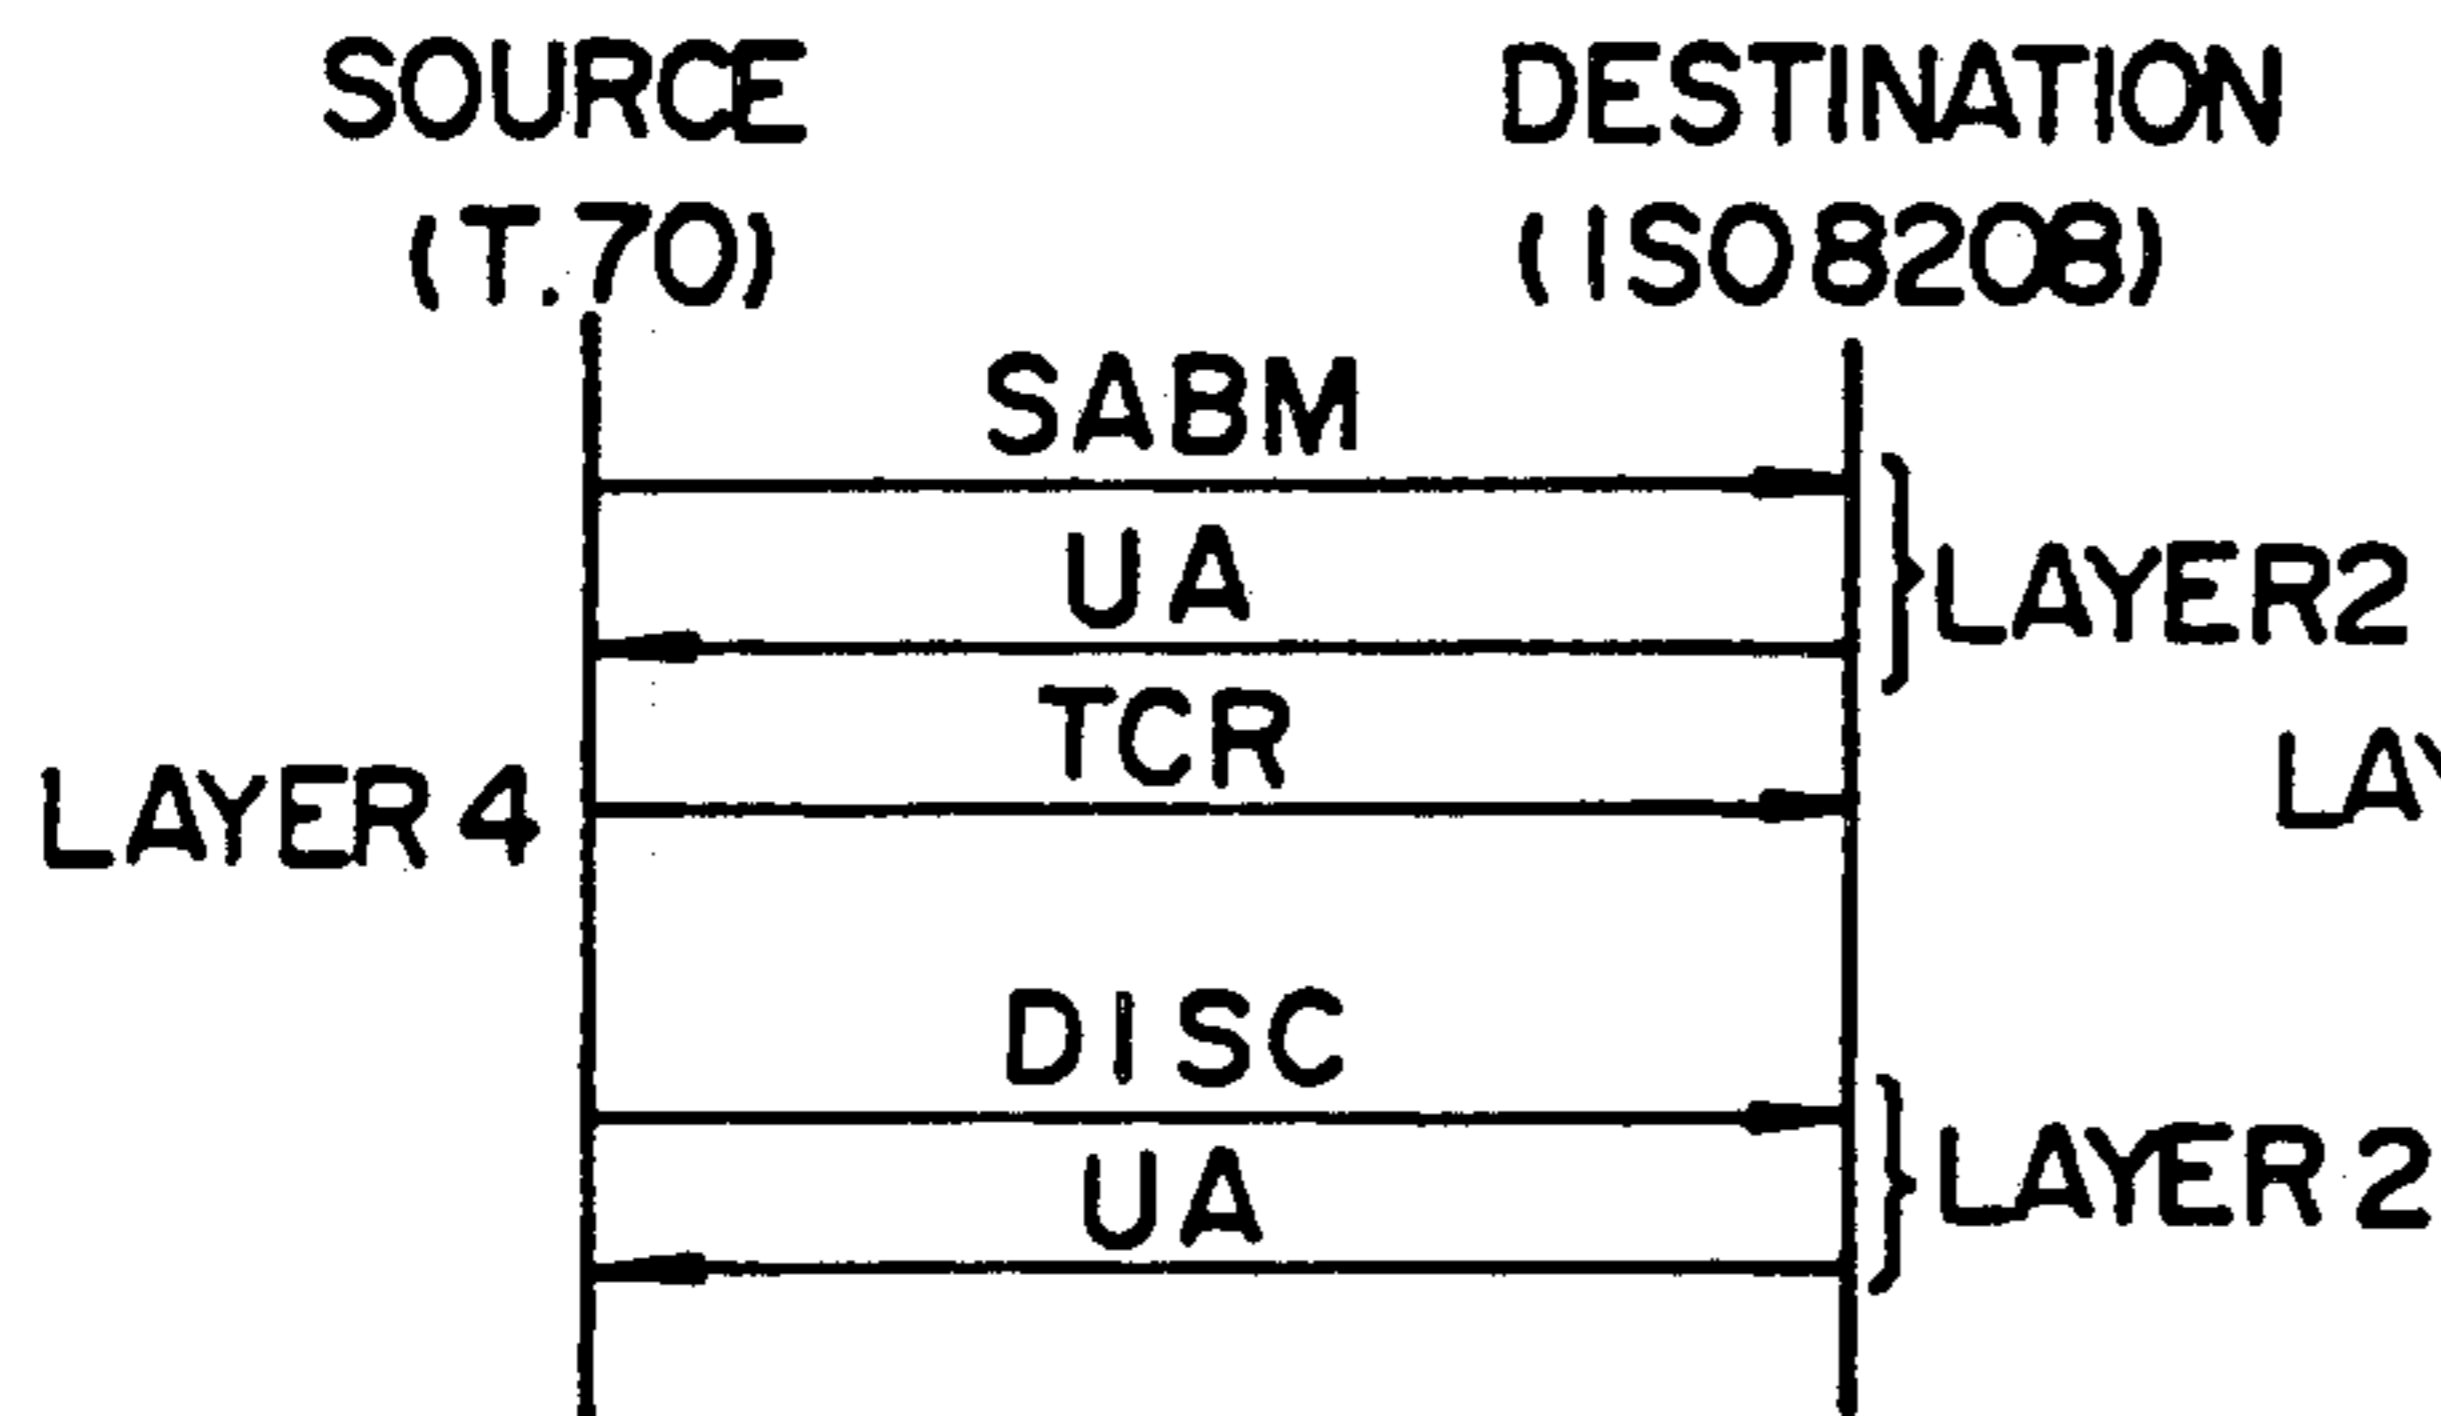 SOURCE
DESTINATION
(T.70)
(ISO8208)
SABM
UA
LAYER2
TCR
LAYER 4
DISC
UA
LAYER 2